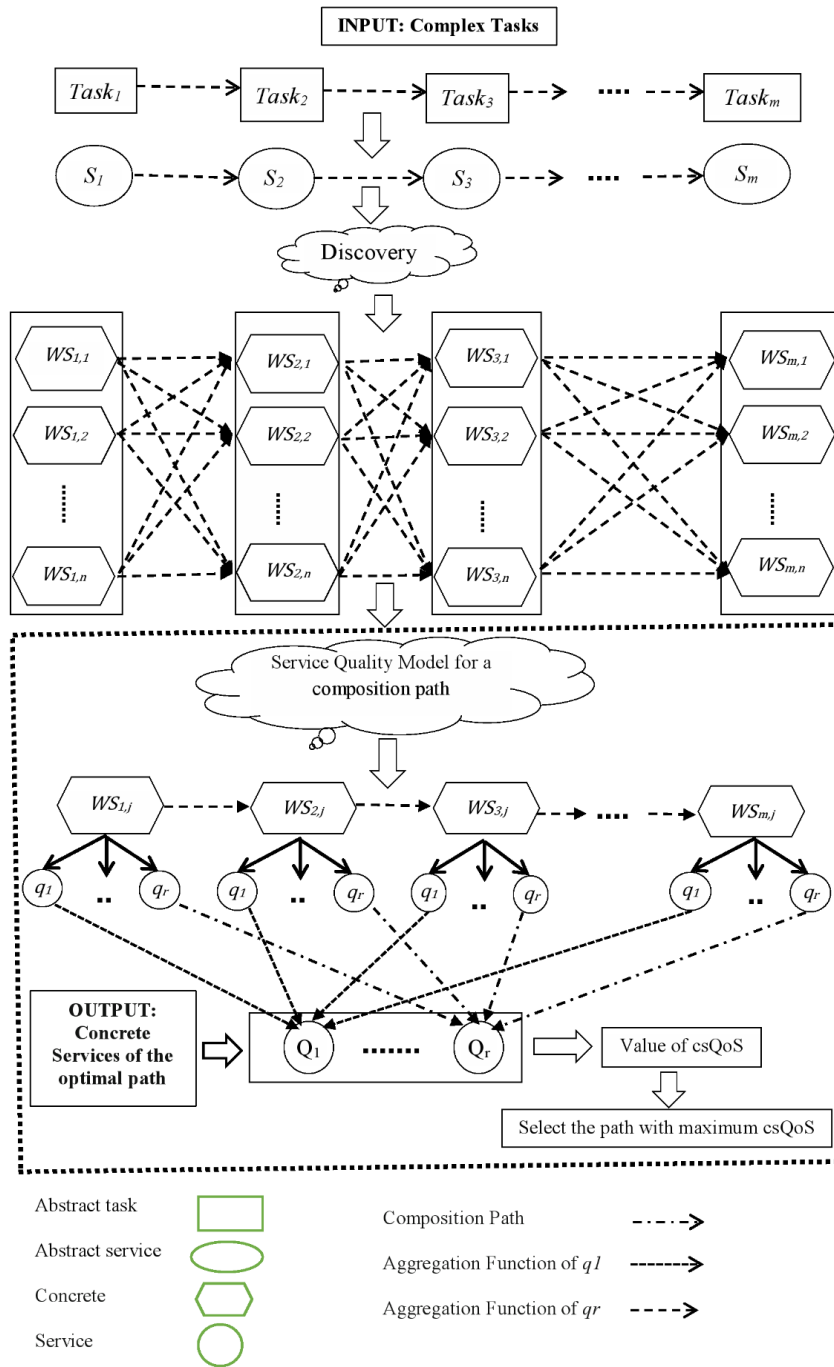 INPUT: Complex Tasks
Task1 Task2 Task3 .... Taskm
S1 S2 S3 .... Sm
Discovery
WS1,1 WS2,1 WS3,1 WSm,1
WS1,2 WS2,2 WS3,2 WSm,2
WS1,n WS2,n WS3,n WSm,n
Service Quality Model for a
composition path
WS1,j WS2,j WS3,j .... WSm,j
q1 .. qr q1 .. qr q1 .. qr q1 .. qr
OUTPUT:
Concrete
Services of the
optimal path
Q1 ....... Qr
Value of csQoS
Select the path with maximum csQoS
Abstract task
Abstract service
Concrete
Service
Composition Path
Aggregation Function of q1
Aggregation Function of qr